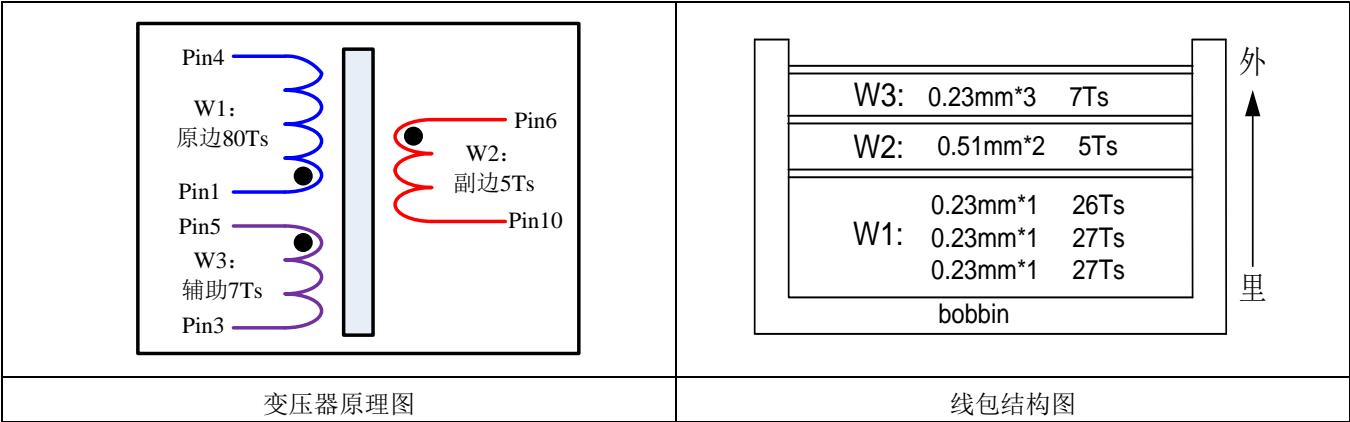 Pin4
W1:
原边80Ts
Pin1
Pin5
W3:
辅助7Ts
Pin3
Pin6
W2:
副边5Ts
Pin10
变压器原理图
W3: 0.23mm*3 7Ts
W2: 0.51mm*2 5Ts
0.23mm*1 26Ts
W1: 0.23mm*1 27Ts
0.23mm*1 27Ts
bobbin
外
里
线包结构图